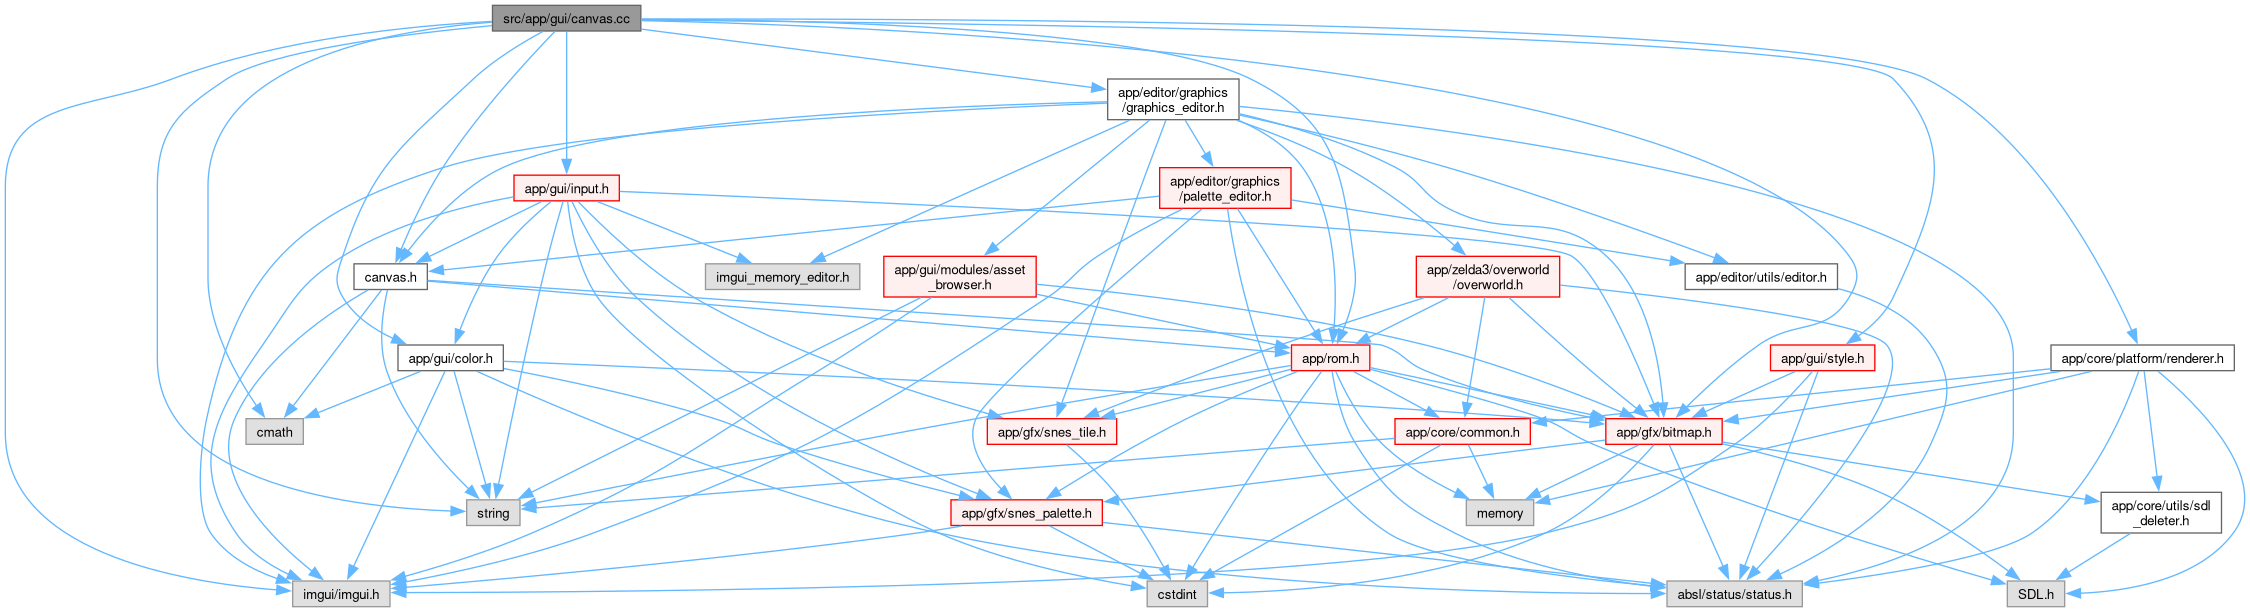 src/app/gui/canvas.cc
app/editor/graphics
/graphics_editor.h
app/gui/input.h
app/editor/graphics
/palette_editor.h
canvas.h
imgui_memory_editor.h
app/gui/modules/asset
_browser.h
app/zelda3/overworld
/overworld.h
app/editor/utils/editor.h
app/gui/color.h
app/rom.h
app/gui/style.h
app/core/platform/renderer.h
cmath
app/gfx/snes_tile.h
app/core/common.h
app/gfx/bitmap.h
string
app/gfx/snes_palette.h
memory
app/core/utils/sdl
_deleter.h
imgui/imgui.h
cstdint
absl/status/status.h
SDL.h